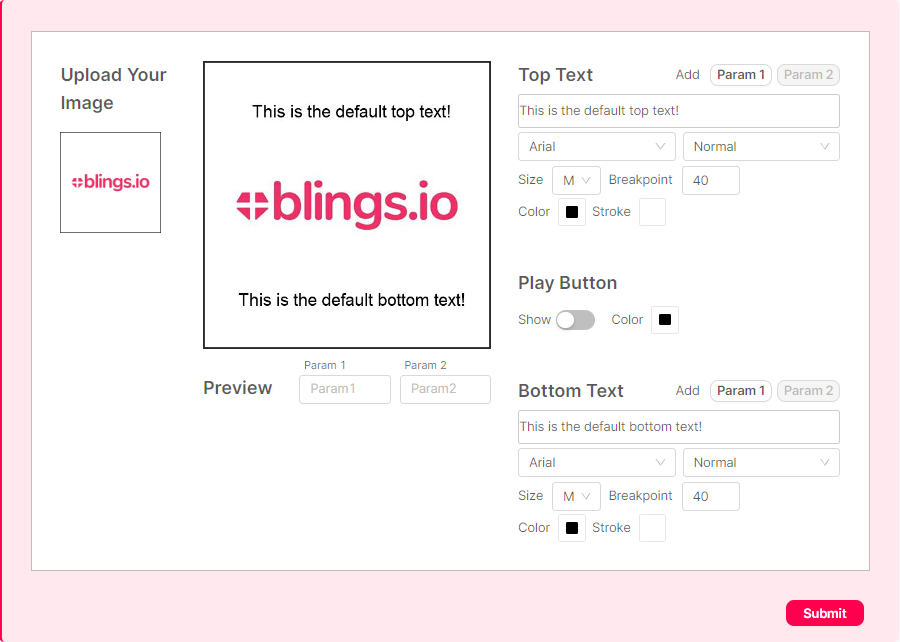 Upload Your
Image
blings.io
This is the default top text!
blings.io
This is the default bottom text!
Preview
Param 1
Param1
Param 2
Param2
Top Text
Add
Param 1
Param 2
This is the default top text!
Arial
Normal
Size
M
Breakpoint
40
Color
Stroke
Play Button
Show
Color
Bottom Text
Add
Param 1
Param 2
This is the default bottom text!
Arial
Normal
Size
M
Breakpoint
40
Color
Stroke
Submit